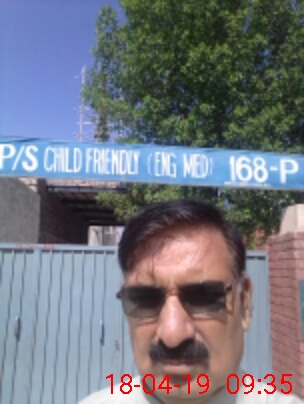 P/S CHILD FRIENDLY (ENG MED) 168-P
18-04-19 09:35